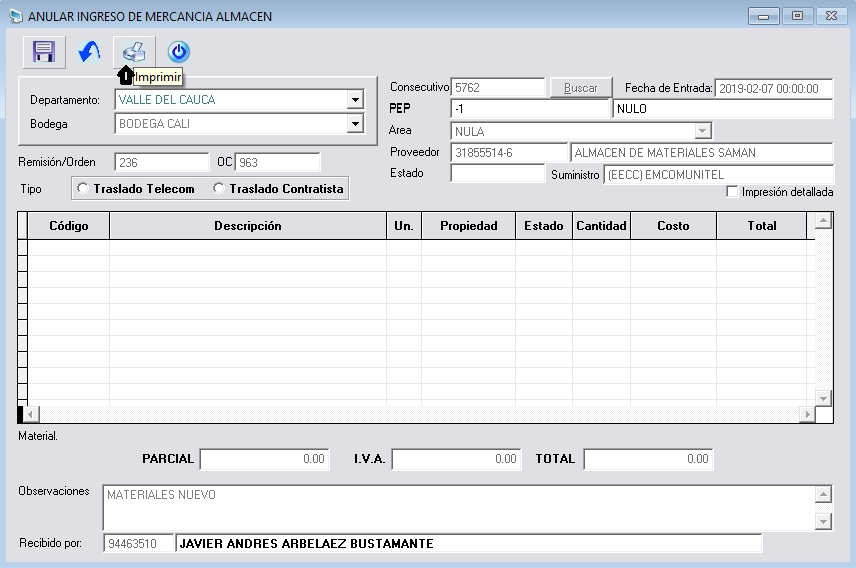 ANULAR INGRESO DE MERCANCIA ALMACEN
Imprimir
Departamento: VALLE DEL CAUCA
Bodega BODEGA CALI
Consecutivo 5762 Buscar Fecha de Entrada: 2019-02-07 00:00:00
PEP -1 NULO
Area NULA
Remisión/Orden 236 OC 963
Proveedor 31855514-6 ALMACEN DE MATERIALES SAMAN
Estado Suministro (EECC) EMCOMUNITEL
Tipo Traslado Telecom Traslado Contratista
Impresión detallada
Código Descripción Un. Propiedad Estado Cantidad Costo Total
Material.
PARCIAL 0.00 I.V.A. 0.00 TOTAL 0.00
Observaciones MATERIALES NUEVO
Recibido por: 94463510 JAVIER ANDRES ARBELAEZ BUSTAMANTE